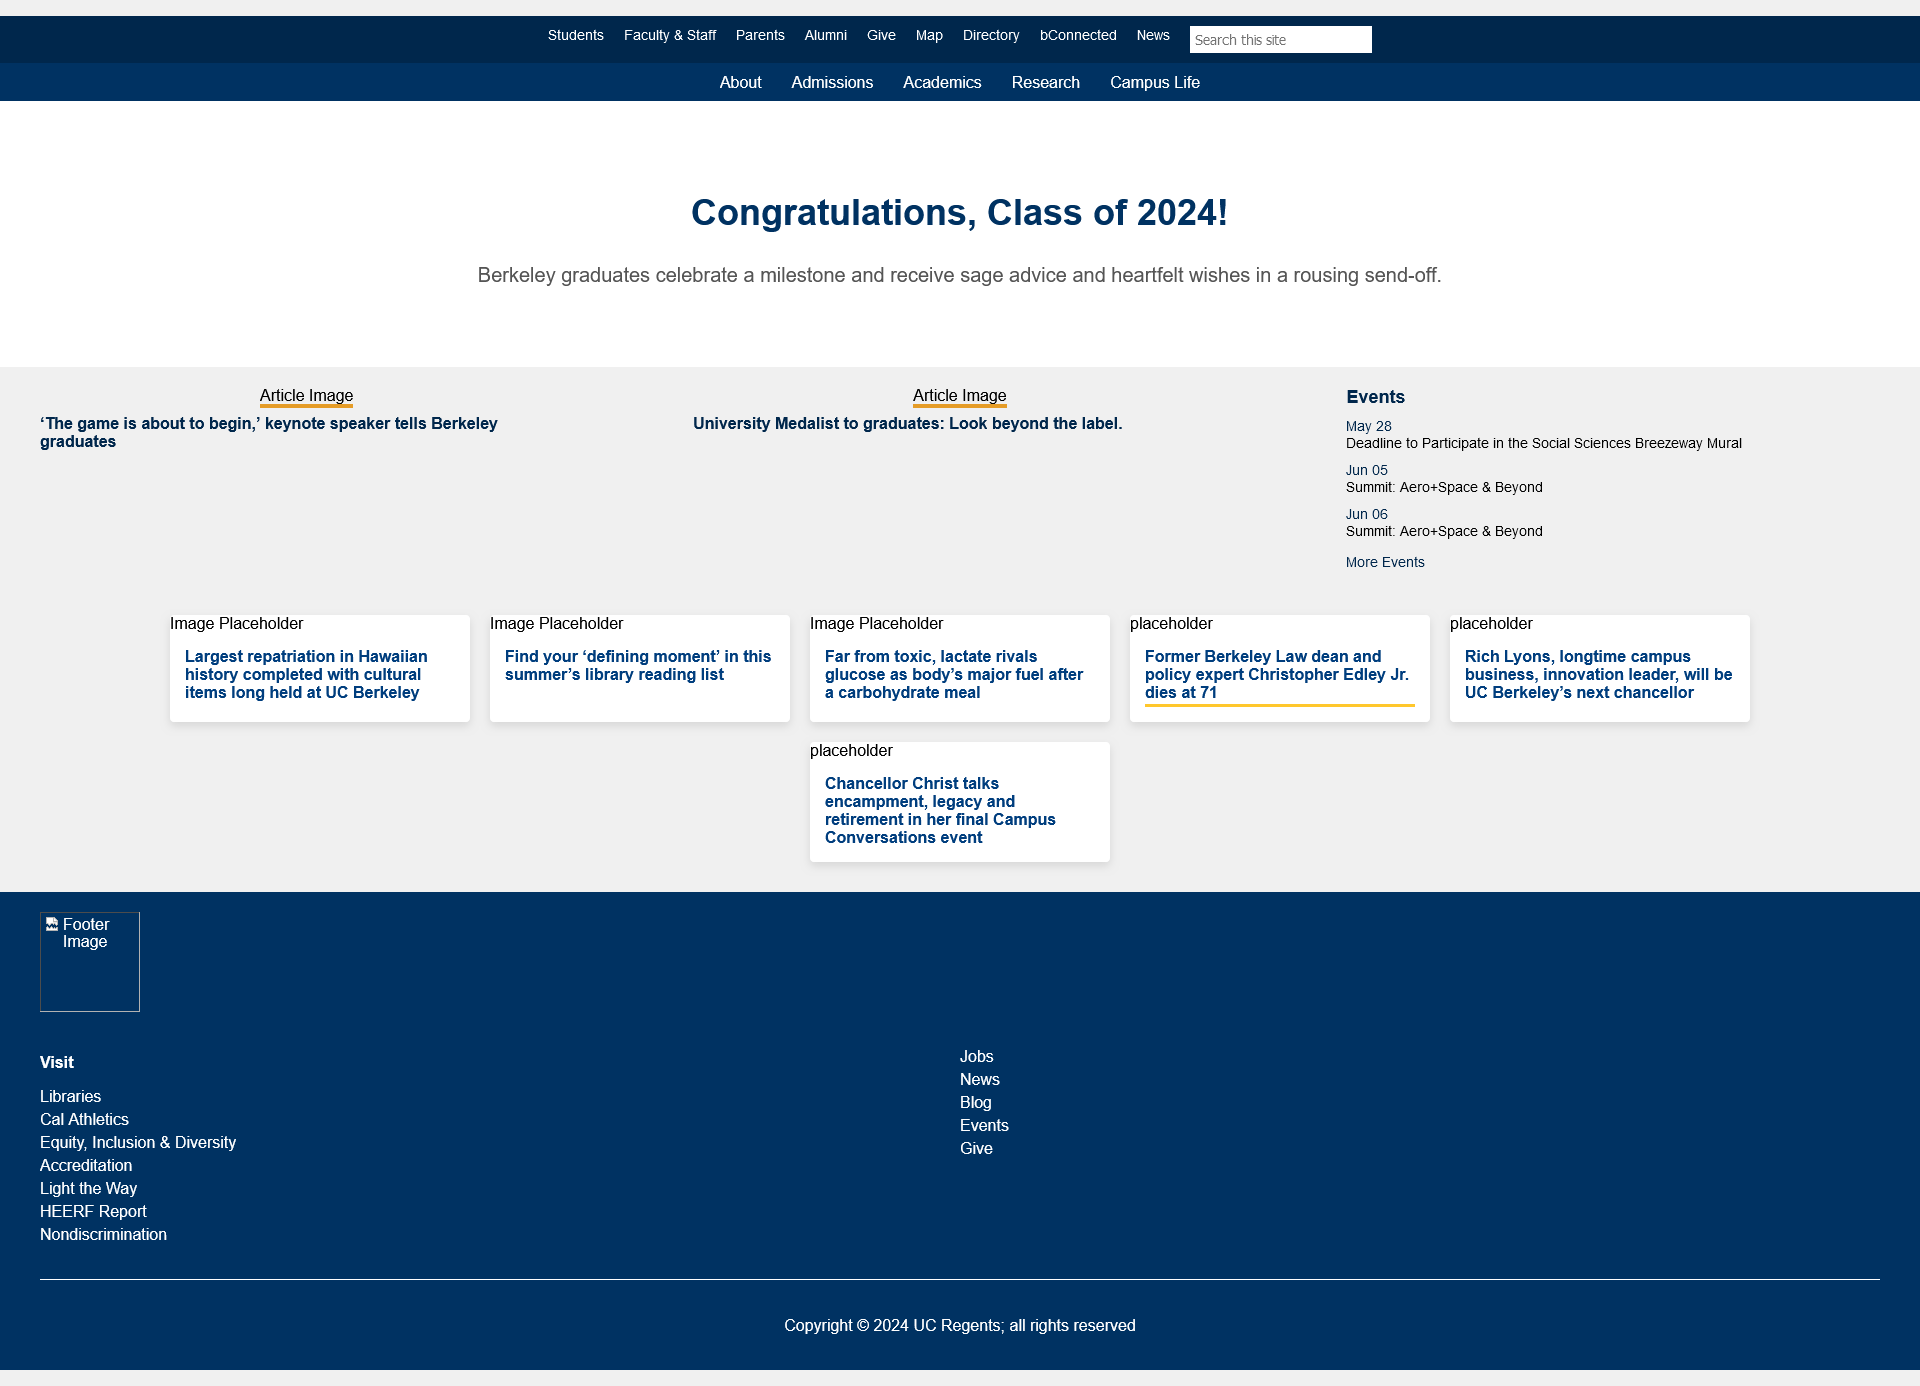 Students Faculty & Staff Parents Alumni Give Map Directory bConnected News Search this site
About Admissions Academics Research Campus Life
Congratulations, Class of 2024!
Berkeley graduates celebrate a milestone and receive sage advice and heartfelt wishes in a rousing send-off.
Article Image
‘The game is about to begin,’ keynote speaker tells Berkeley
graduates
Article Image
University Medalist to graduates: Look beyond the label.
Events
May 28
Deadline to Participate in the Social Sciences Breezeway Mural
Jun 05
Summit: Aero+Space & Beyond
Jun 06
Summit: Aero+Space & Beyond
More Events
Image Placeholder
Largest repatriation in Hawaiian
history completed with cultural
items long held at UC Berkeley
Image Placeholder
Find your ‘defining moment’ in this
summer’s library reading list
Image Placeholder
Far from toxic, lactate rivals
glucose as body’s major fuel after
a carbohydrate meal
placeholder
Former Berkeley Law dean and
policy expert Christopher Edley Jr.
dies at 71
placeholder
Rich Lyons, longtime campus
business, innovation leader, will be
UC Berkeley’s next chancellor
placeholder
Chancellor Christ talks
encampment, legacy and
retirement in her final Campus
Conversations event
Footer
Image
Visit
Libraries
Cal Athletics
Equity, Inclusion & Diversity
Accreditation
Light the Way
HEERF Report
Nondiscrimination
Jobs
News
Blog
Events
Give
Copyright © 2024 UC Regents; all rights reserved